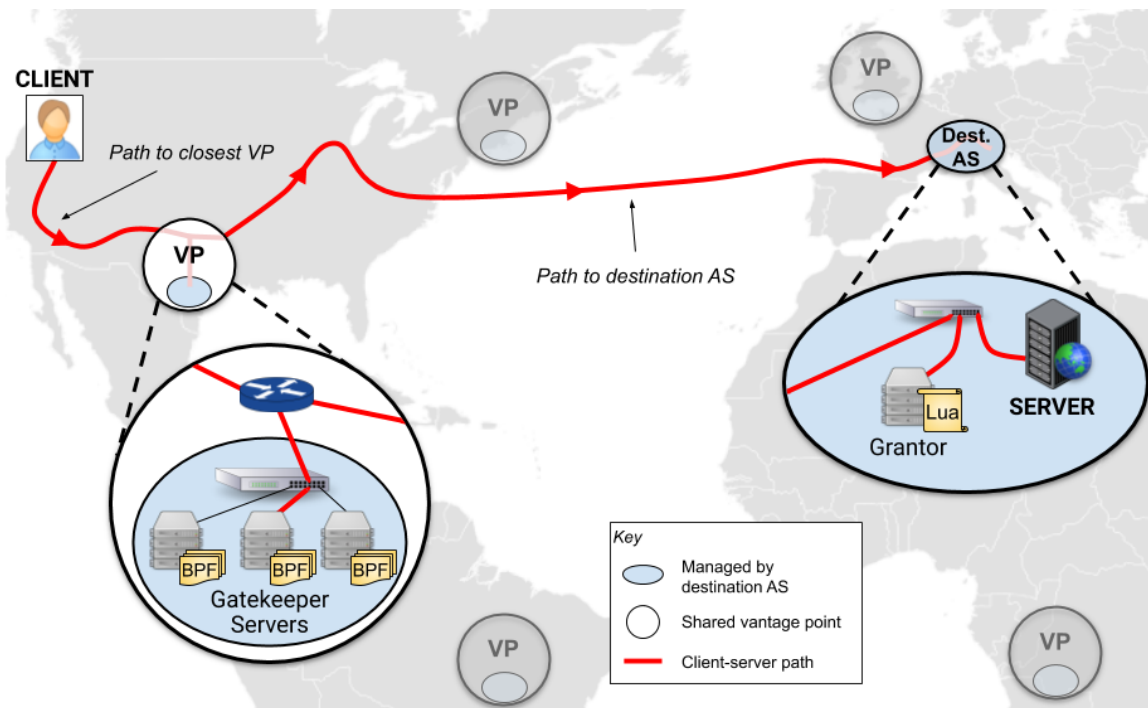 CLIENT
Path to closest VP
VP
VP
VP
Dest.
AS
Path to destination AS
Lua
SERVER
Grantor
BPF
BPF
BPF
Gatekeeper
Servers
Key
Managed by
destination AS
Shared vantage point
Client-server path
VP
VP